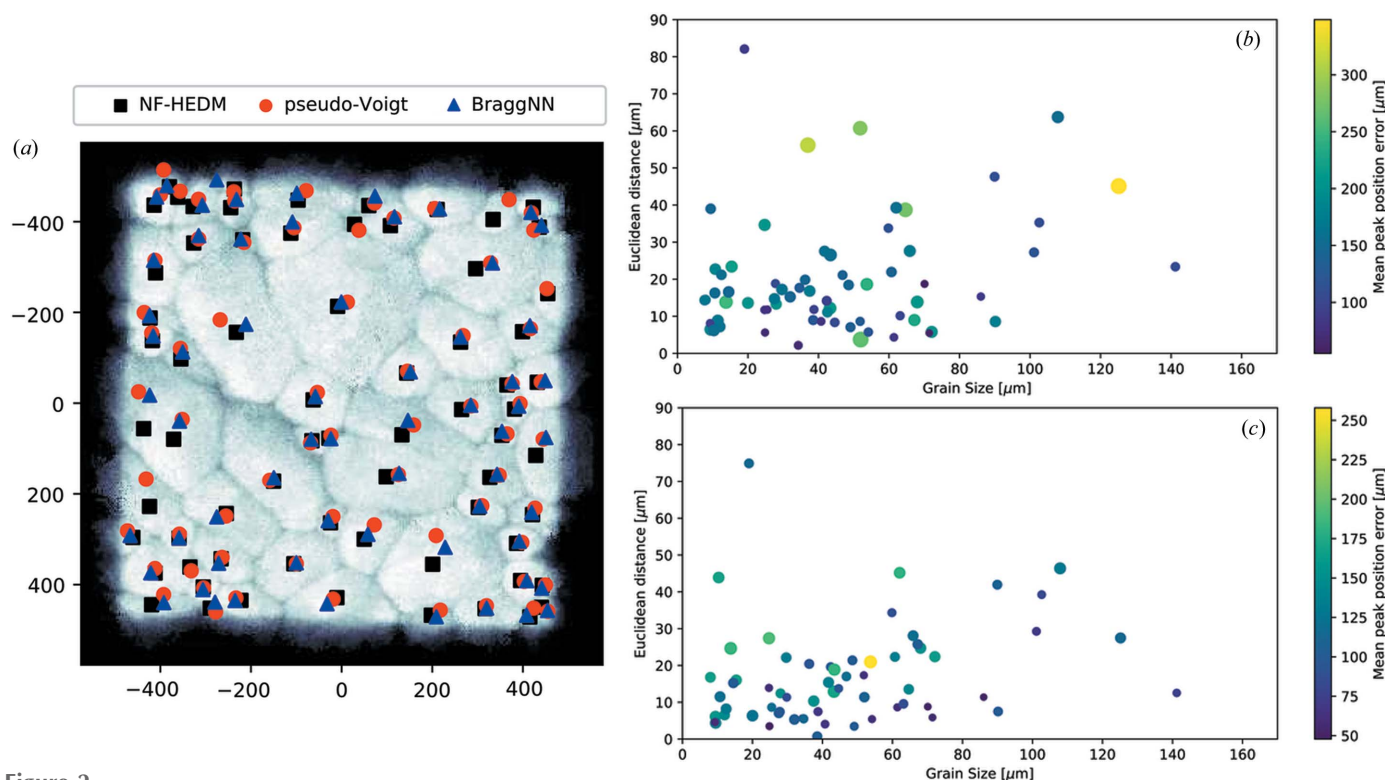 NF-HEDM pseudo-Voigt BraggNN
(a)
−400
−200
0
200
400
−400 −200 0 200 400
(b)
Euclidean distance [μm]
90
80
70
60
50
40
30
20
10
0
0 20 40 60 80 100 120 140 160
Grain Size [μm]
300
250
200
150
100
Mean peak position error [μm]
(c)
Euclidean distance [μm]
90
80
70
60
50
40
30
20
10
0
0 20 40 60 80 100 120 140 160
Grain Size [μm]
250
225
200
175
150
125
100
75
50
Mean peak position error [μm]
Figure 2